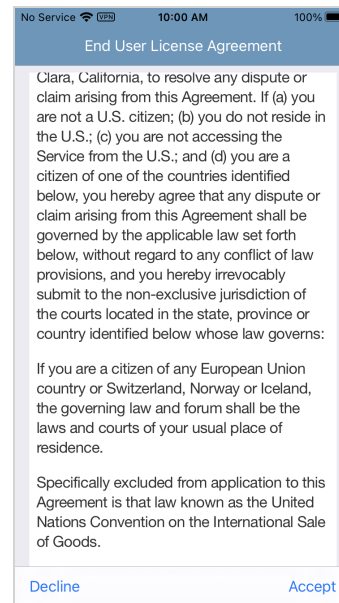 No Service VPN 10:00 AM 100%
End User License Agreement
Clara, California, to resolve any dispute or
claim arising from this Agreement. If (a) you
are not a U.S. citizen; (b) you do not reside in
the U.S.; (c) you are not accessing the
Service from the U.S.; and (d) you are a
citizen of one of the countries identified
below, you hereby agree that any dispute or
claim arising from this Agreement shall be
governed by the applicable law set forth
below, without regard to any conflict of law
provisions, and you hereby irrevocably
submit to the non-exclusive jurisdiction of
the courts located in the state, province or
country identified below whose law governs:
If you are a citizen of any European Union
country or Switzerland, Norway or Iceland,
the governing law and forum shall be the
laws and courts of your usual place of
residence.
Specifically excluded from application to this
Agreement is that law known as the United
Nations Convention on the International Sale
of Goods.
Decline Accept